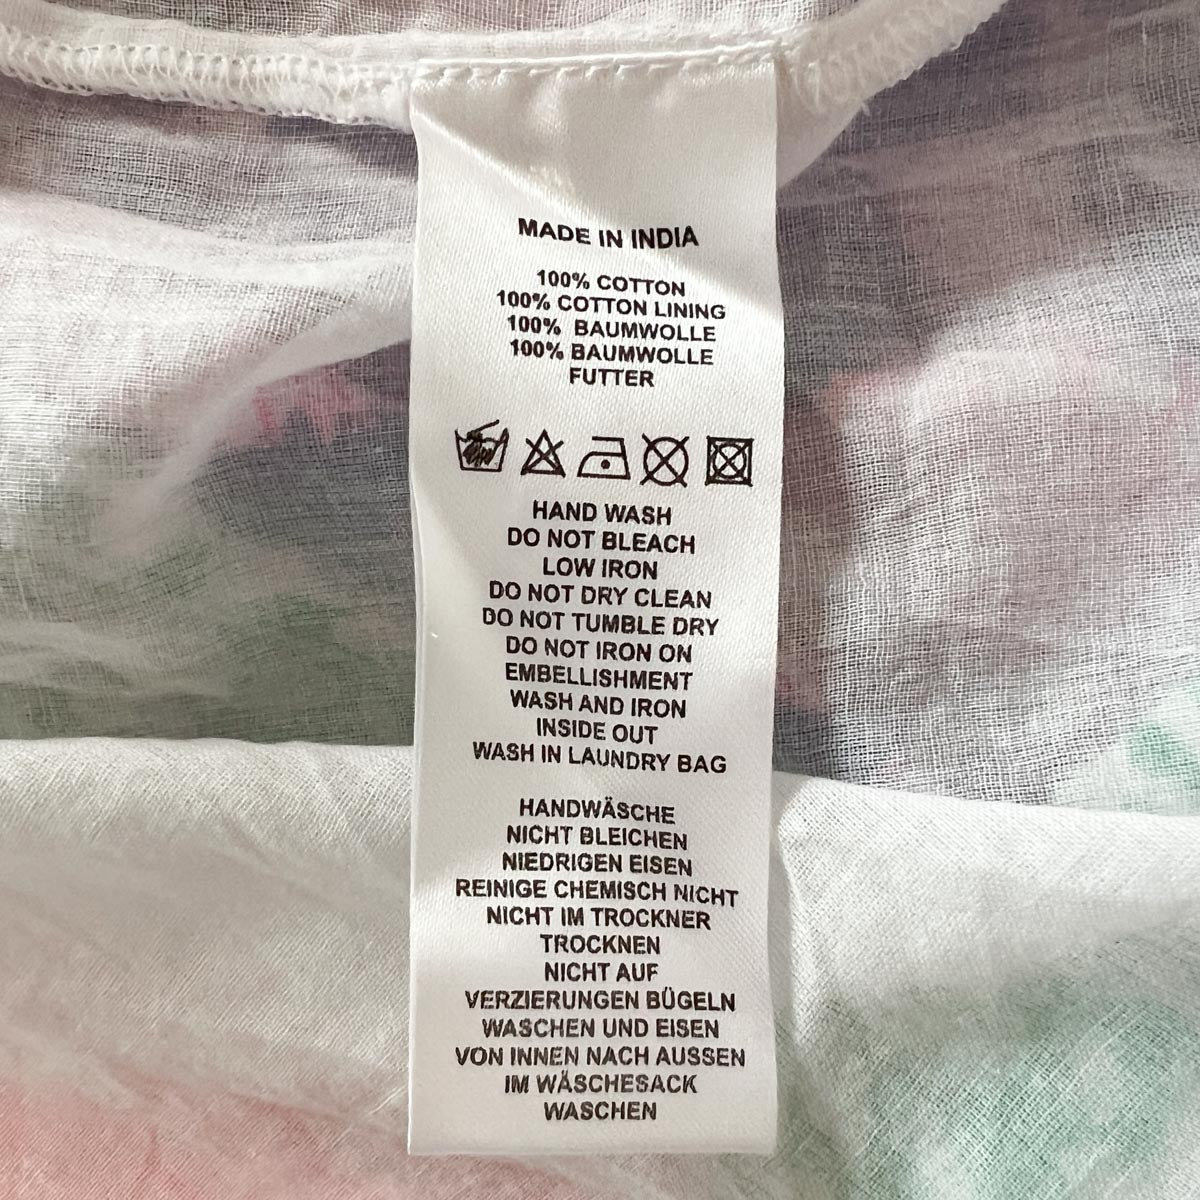 MADE IN INDIA
100% COTTON
100% COTTON LINING
100% BAUMWOLLE
100% BAUMWOLLE
FUTTER
HAND WASH
DO NOT BLEACH
LOW IRON
DO NOT DRY CLEAN
DO NOT TUMBLE DRY
DO NOT IRON ON
EMBELLISHMENT
WASH AND IRON
INSIDE OUT
WASH IN LAUNDRY BAG
HANDWÄSCHE
NICHT BLEICHEN
NIEDRIGEN EISEN
REINIGE CHEMISCH NICHT
NICHT IM TROCKNER
TROCKNEN
NICHT AUF
VERZIERUNGEN BÜGELN
WASCHEN UND EISEN
VON INNEN NACH AUSSEN
IM WÄSCHESACK
WASCHEN